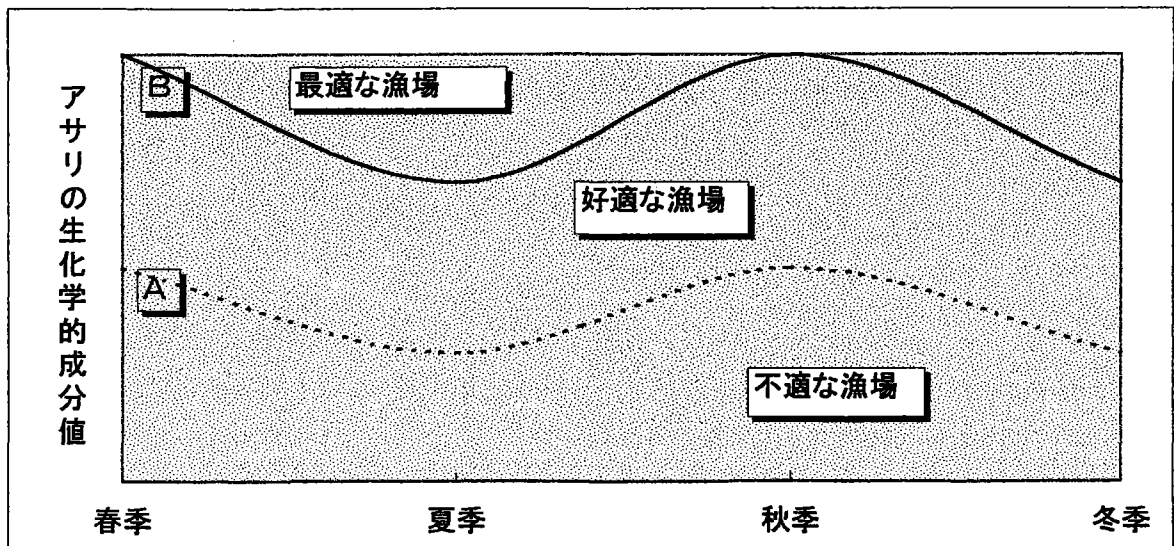 アサリの生化学的成分値
B
最適な漁場
好適な漁場
A
不適な漁場
春季 夏季 秋季 冬季